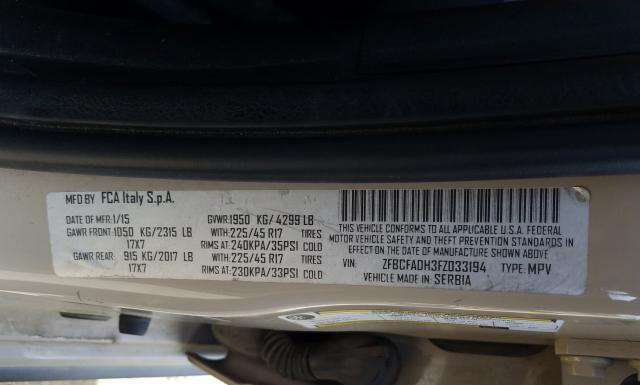 MFD BY FCA Italy S.p.A.
DATE OF MFR: 1/15
GVWR: 1950 KG/ 4299 LB
GAWR FRONT: 1050 KG/2315 LB
WITH: 225/45 R17 TIRES
17X7
RIMS AT: 240KPA/35PSI COLD
GAWR REAR: 915 KG/2017 LB
WITH: 225/45 R17 TIRES
17X7
RIMS AT: 230KPA/33PSI COLD
THIS VEHICLE CONFORMS TO ALL APPLICABLE U.S.A. FEDERAL
MOTOR VEHICLE SAFETY AND THEFT PREVENTION STANDARDS IN
EFFECT ON THE DATE OF MANUFACTURE SHOWN ABOVE.
VIN: ZFBCFADH3FZ033194 TYPE: MPV
VEHICLE MADE IN SERBIA